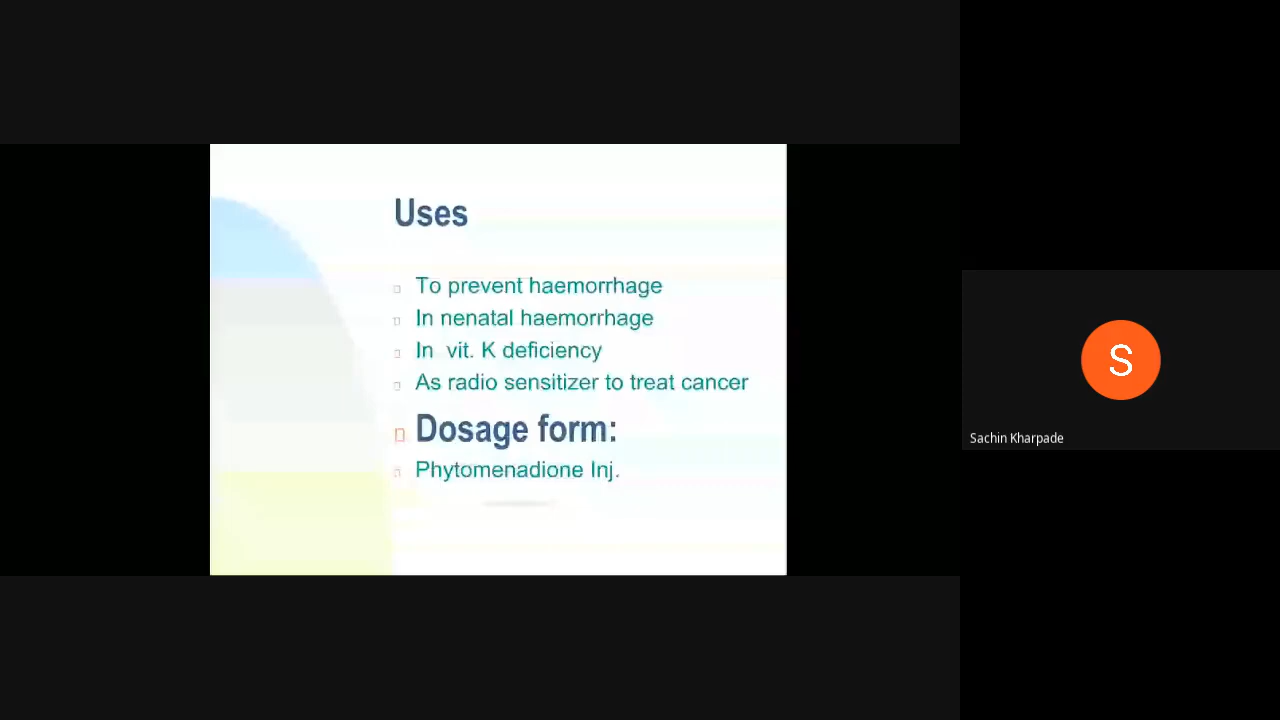 Uses
To prevent haemorrhage
In nenatal haemorrhage
In vit. K deficiency
As radio sensitizer to treat cancer
Dosage form:
Phytomenadione Inj.
S
Sachin Kharpade